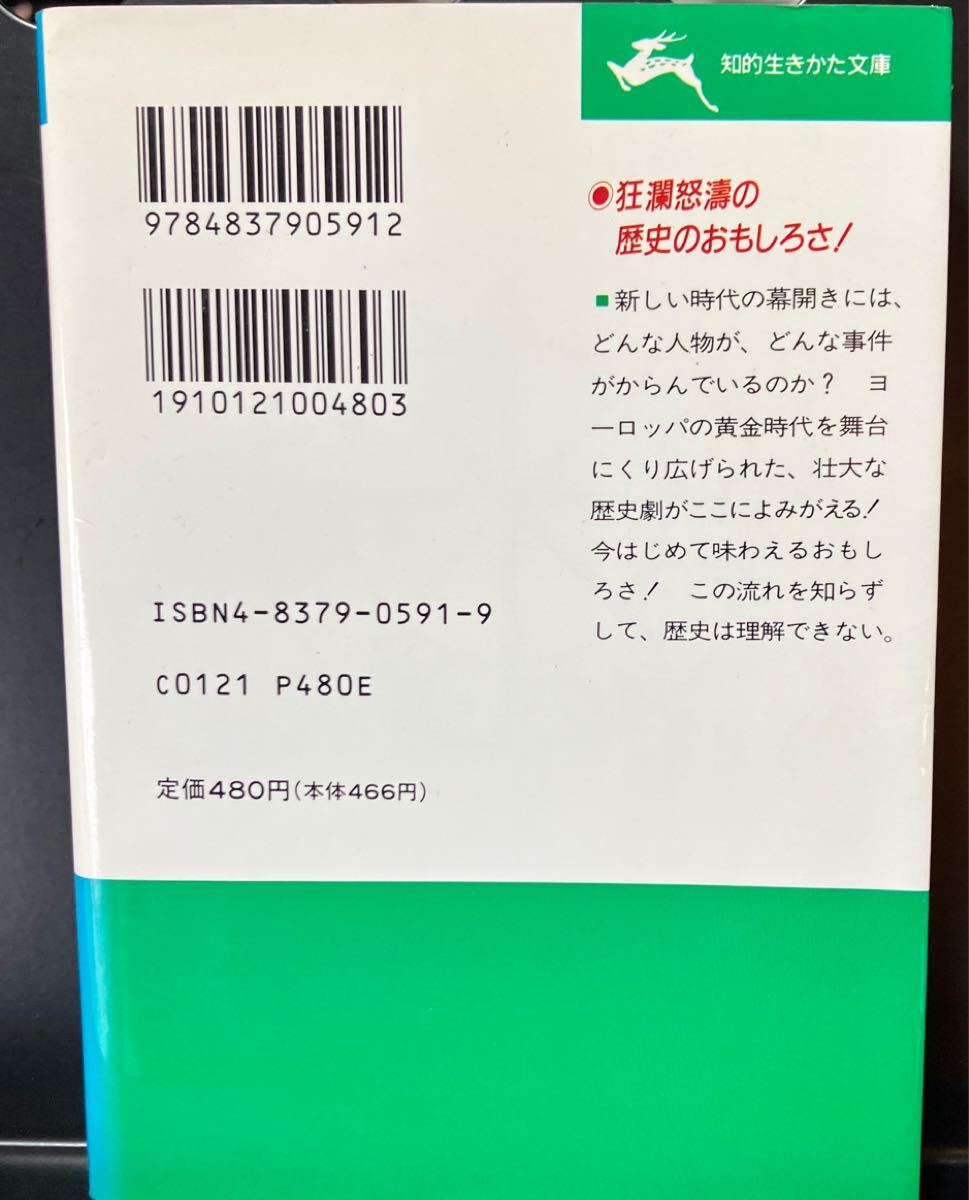 知的生きかた文庫
9784837905912
1910121004803
ISBN4-8379-0591-9
C0121 P480E
定価480円(本体466円)
◉狂瀾怒濤の
歴史のおもしろさ!
■新しい時代の幕開きには、
どんな人物が、どんな事件
がからんでいるのか? ヨ
ーロッパの黄金時代を舞台
にくり広げられた、壮大な
歴史劇がここによみがえる!
今はじめて味わえるおもし
ろさ! この流れを知らず
して、歴史は理解できない。